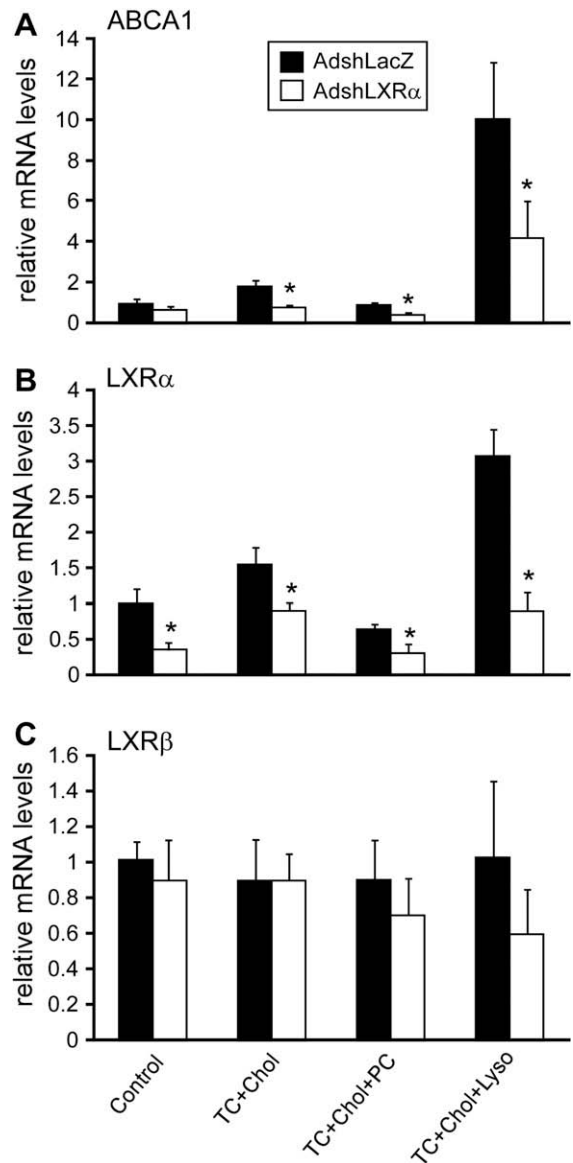 A ABCA1
relative mRNA levels
14
12
10
8
6
4
2
0
AdshLacZ
AdshLXRα
*
*
*
B LXRα
relative mRNA levels
4
3.5
3
2.5
2
1.5
1
0.5
0
*
*
*
*
C LXRβ
relative mRNA levels
1.6
1.4
1.2
1
0.8
0.6
0.4
0.2
0
Control
TC+Chol
TC+Chol+PC
TC+Chol+Lyso